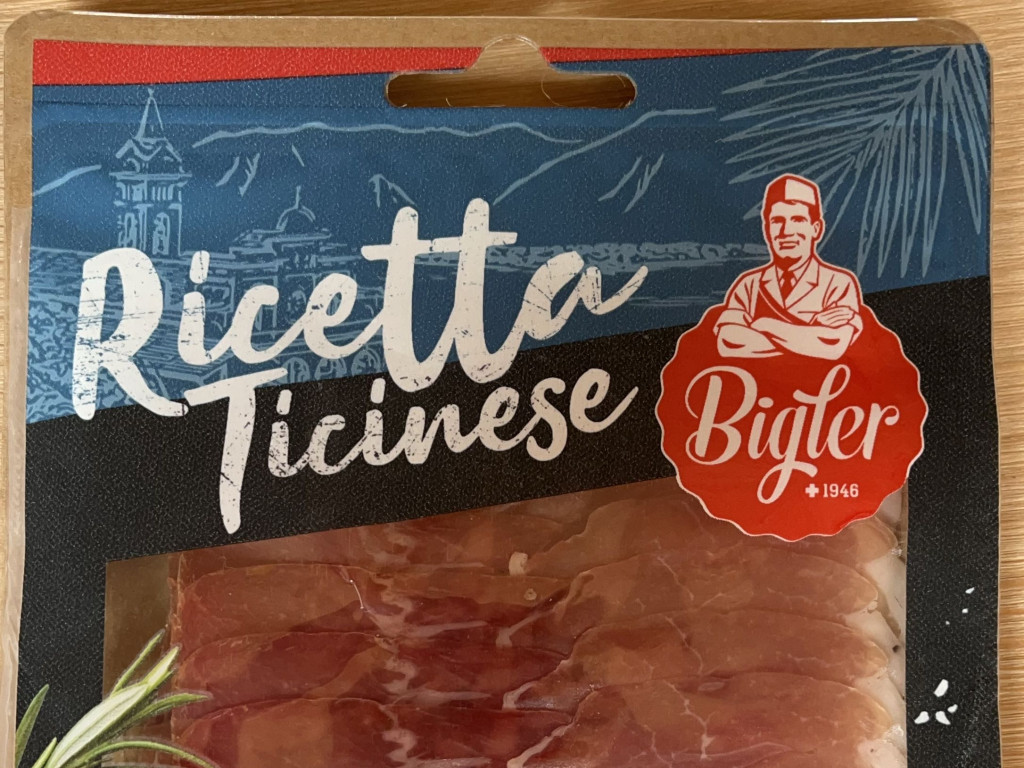 Ricetta
Ticinese
Bigler
1946